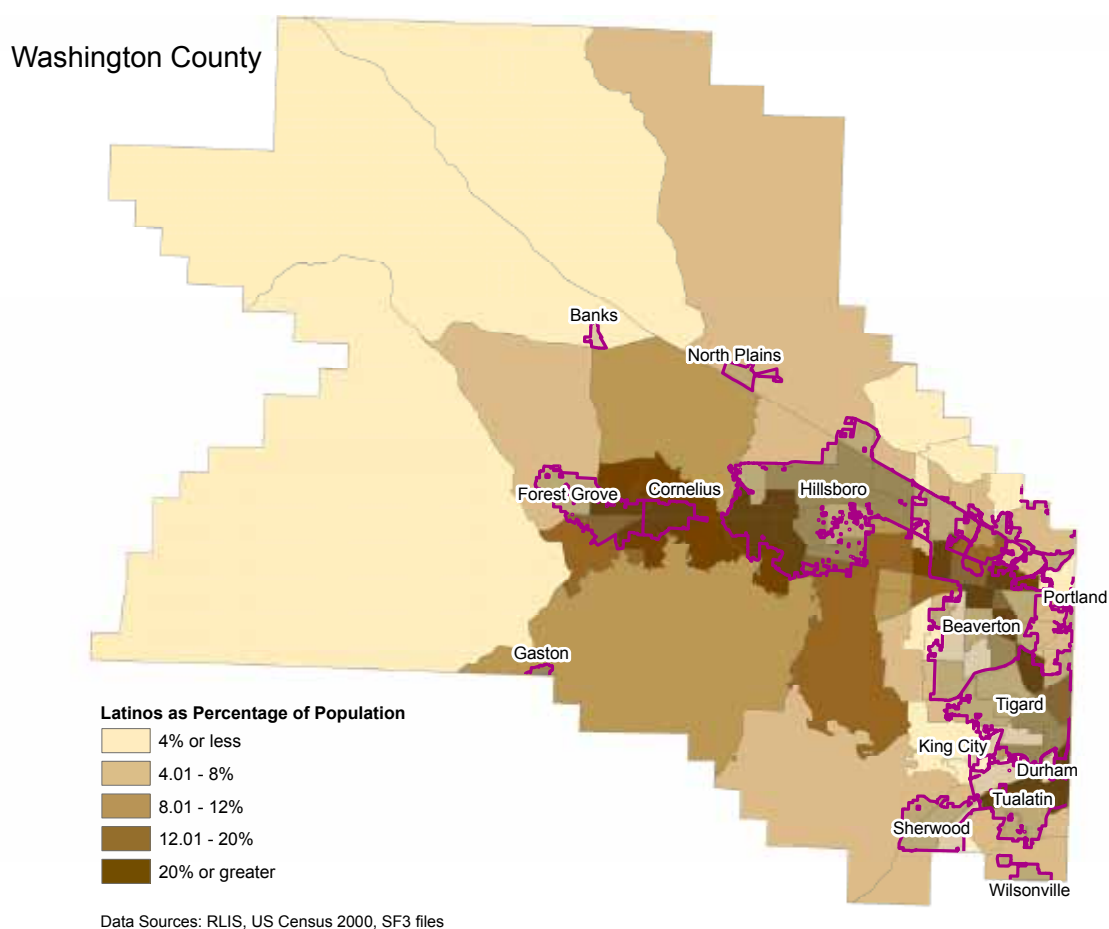 Washington County
Banks
North Plains
Forest Grove
Cornelius
Hillsboro
Portland
Beaverton
Gaston
Tigard
King City
Durham
Tualatin
Sherwood
Wilsonville
Latinos as Percentage of Population
4% or less
4.01 - 8%
8.01 - 12%
12.01 - 20%
20% or greater
Data Sources: RLIS, US Census 2000, SF3 files